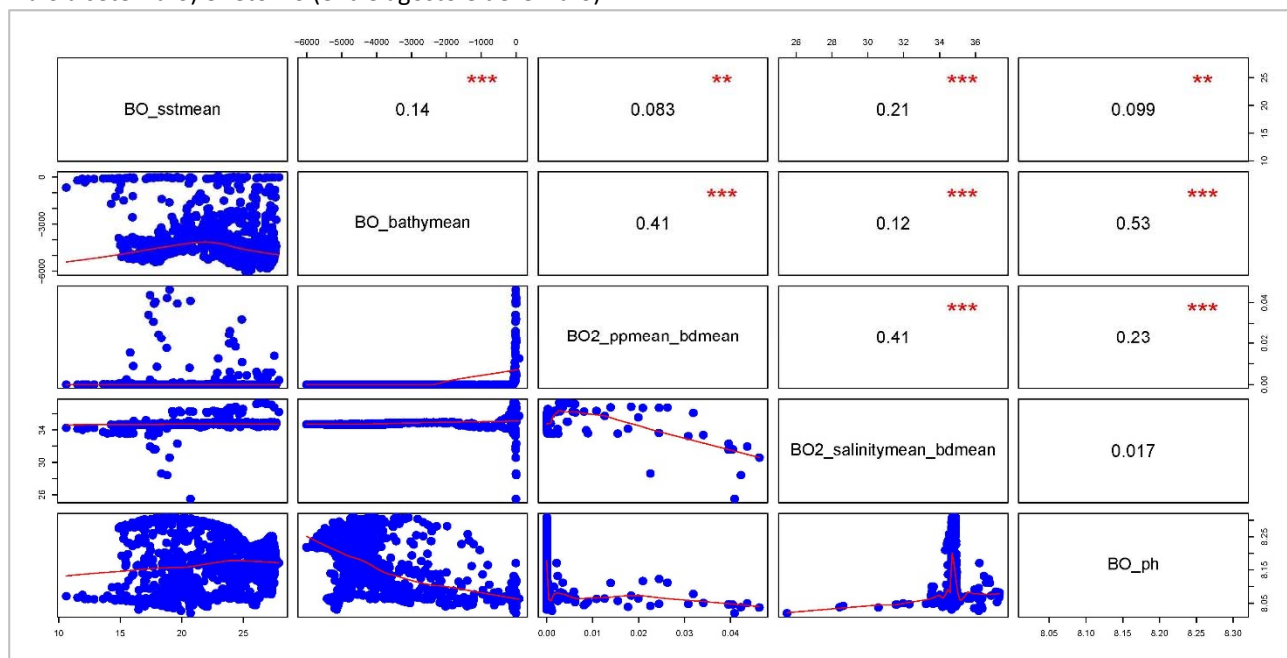 -6000 -4000 -3000 -1000 0 26 30 32 34 36
*** ** *** **
BO_sstmean 0.14 0.083 0.21 0.099
25
20
15
10
0
-3000
-6000
*** *** ***
BO_bathymean 0.41 0.12 0.53
*** ***
BO2_ppmean_bdmean 0.41 0.23
0.04
0.02
0.00
34
30
26
BO2_salinitymean_bdmean 0.017
BO_ph
8.25
8.15
8.05
10 15 20 25 0.00 0.01 0.02 0.03 0.04 8.05 8.10 8.15 8.20 8.25 8.30